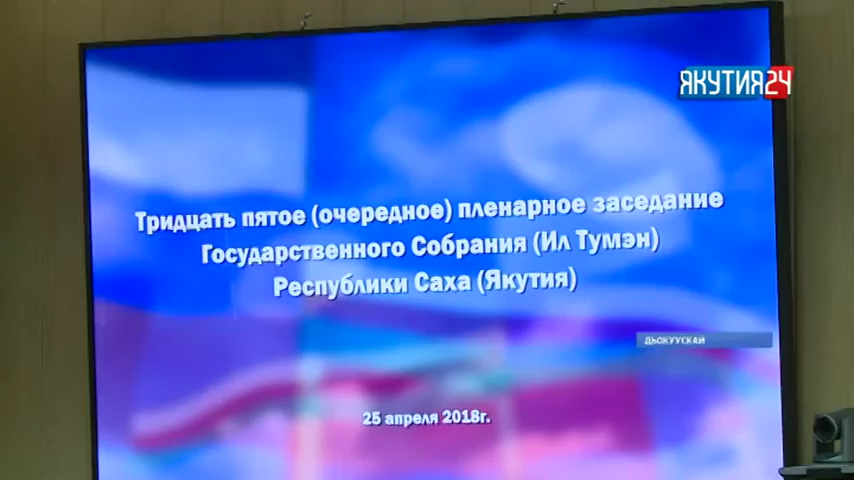 ЯКУТИЯ24
Тридцать пятое (очередное) пленарное заседание
Государственного Собрания (Ил Тумэн)
Республики Саха (Якутия)
ДЬОКУУСКАЙ
25 апреля 2018г.